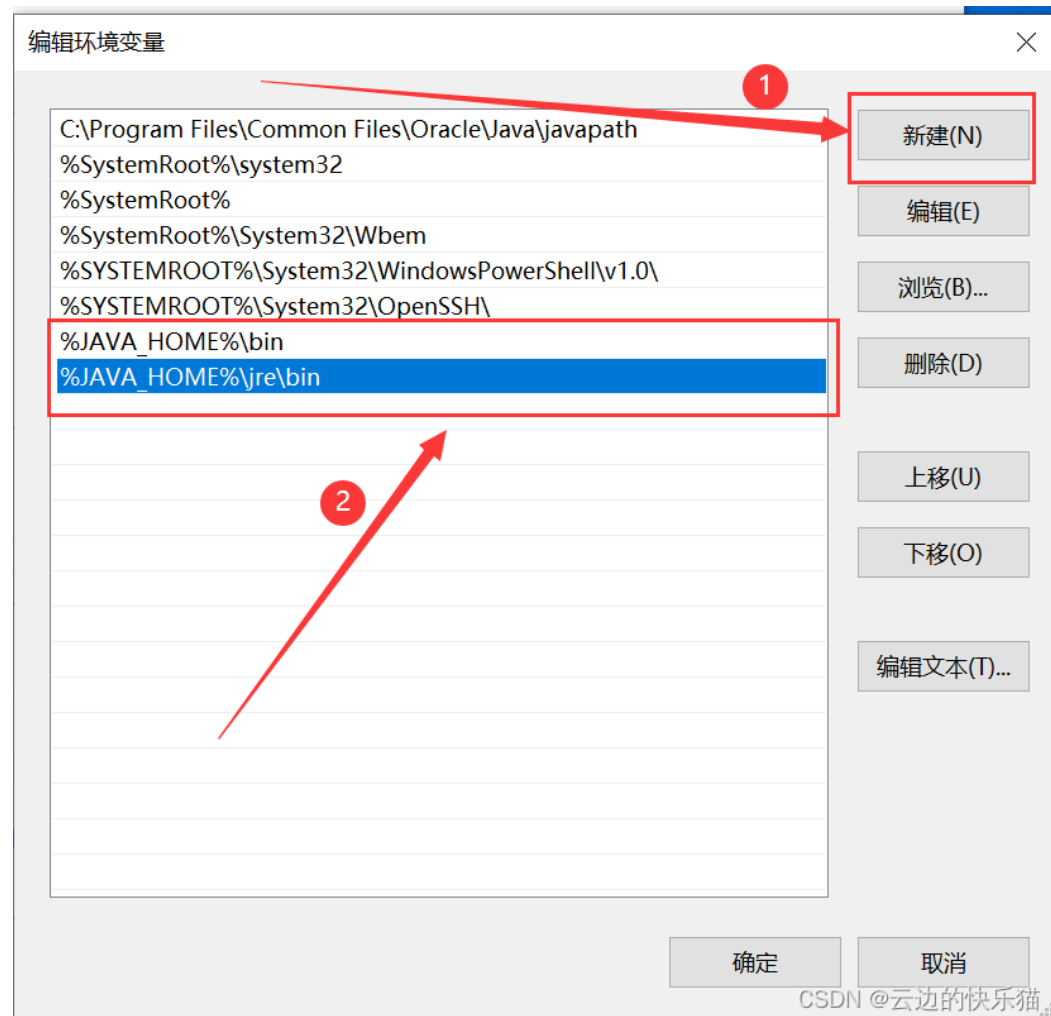 编辑环境变量
1
C:\Program Files\Common Files\Oracle\Java\javapath
%SystemRoot%\system32
%SystemRoot%
%SystemRoot%\System32\Wbem
%SYSTEMROOT%\System32\WindowsPowerShell\v1.0\
%SYSTEMROOT%\System32\OpenSSH\
%JAVA_HOME%\bin
%JAVA_HOME%\jre\bin
2
新建(N)
编辑(E)
浏览(B)...
删除(D)
上移(U)
下移(O)
编辑文本(T)...
确定
取消
CSDN @云边的快乐猫